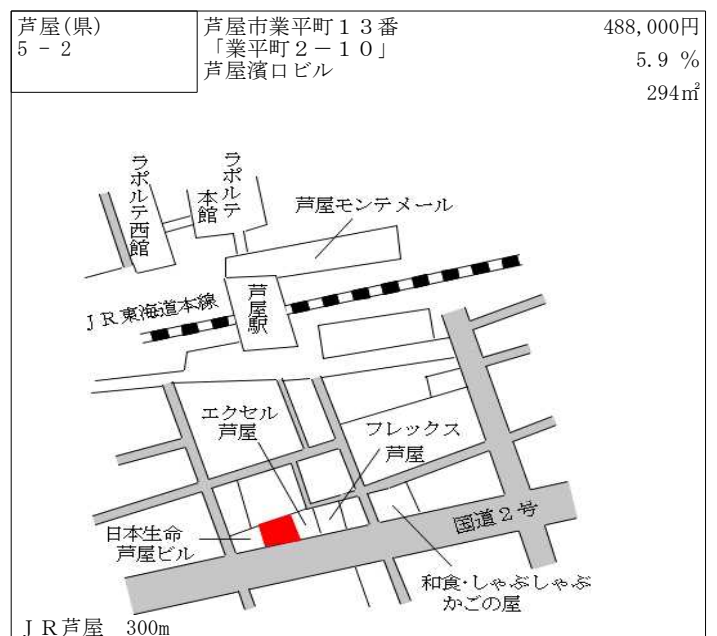 芦屋(県)
5 - 2
芦屋市業平町１３番
「業平町２－１０」
芦屋濱口ビル
488,000円
5.9 %
294㎡
ラポルテ西館
ラポルテ
本館
芦屋モンテメール
ＪＲ東海道本線
芦屋駅
エクセル
芦屋
フレックス
芦屋
日本生命
芦屋ビル
国道２号
和食・しゃぶしゃぶ
かごの屋
ＪＲ芦屋　300m